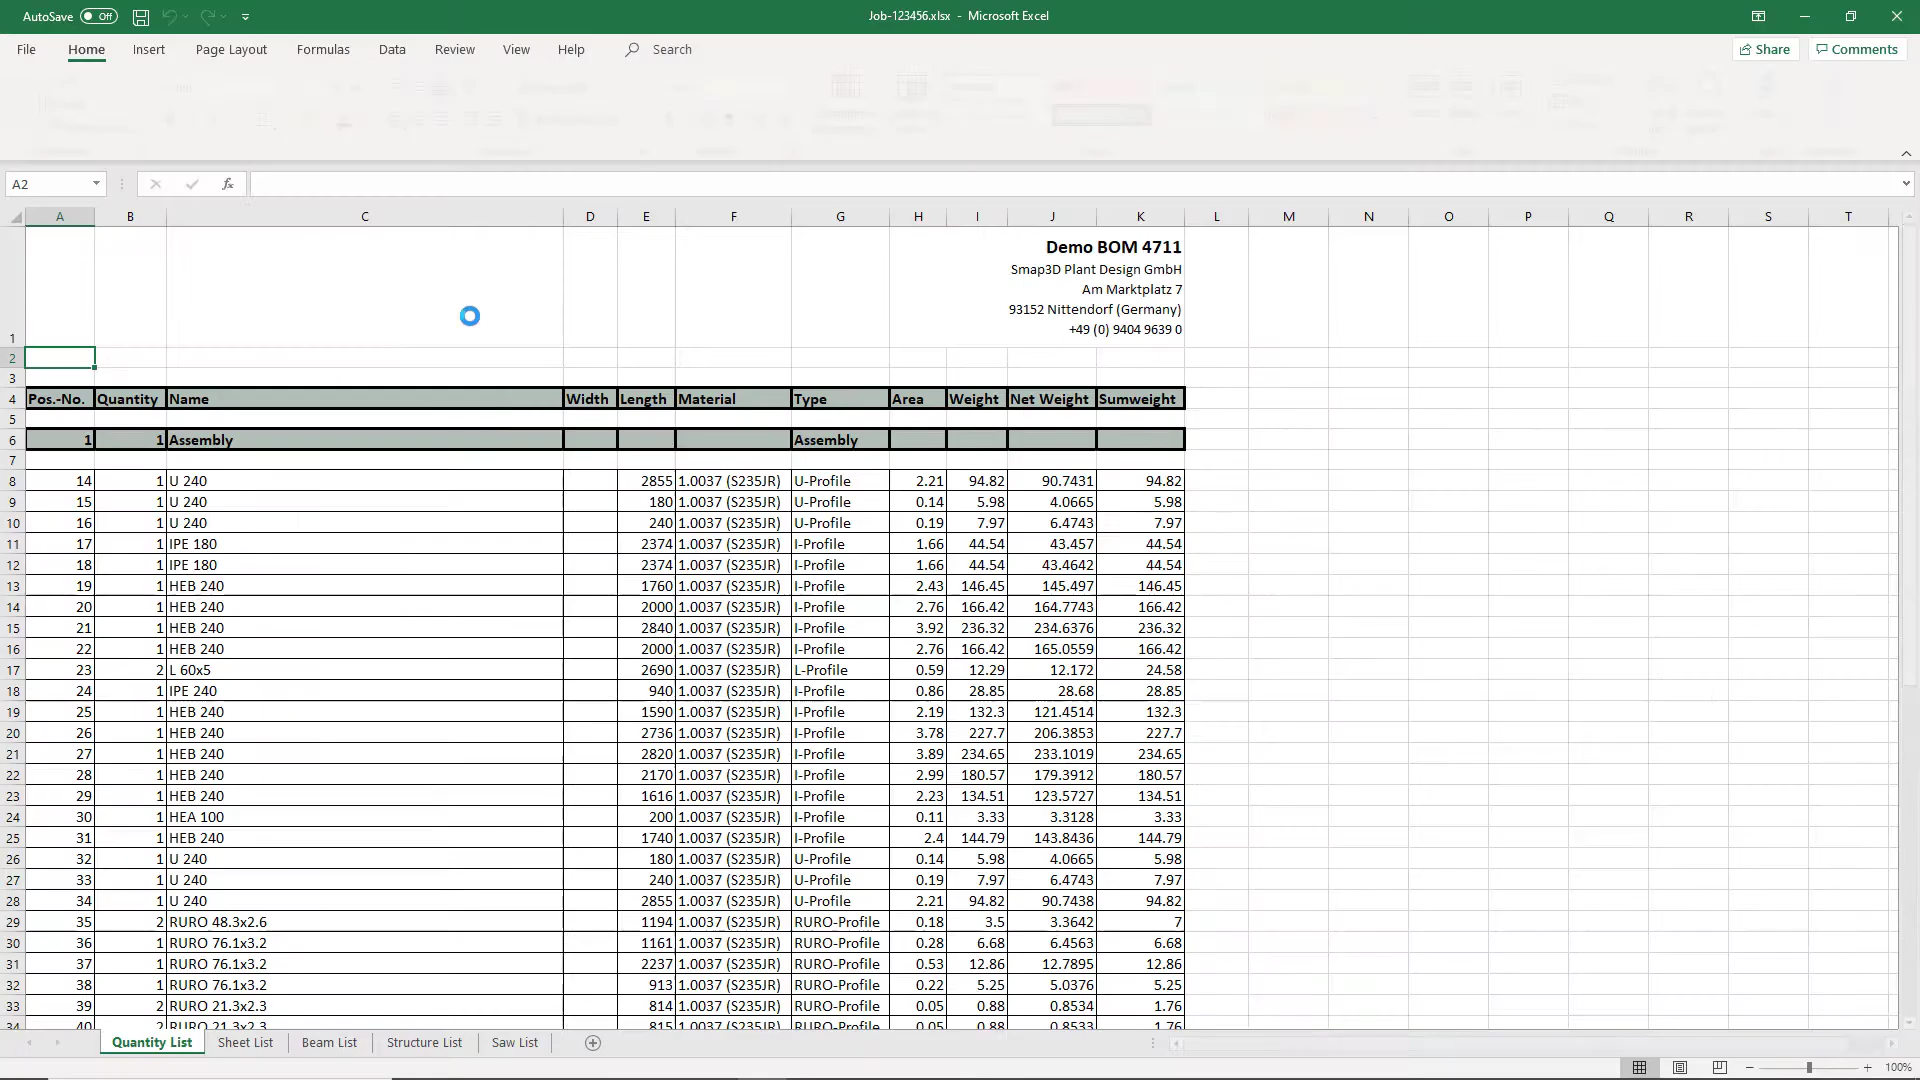 AutoSave Off Job-123456.xlsx - Microsoft Excel
File Home Insert Page Layout Formulas Data Review View Help Search Share Comments
A2 fx
A B C D E F G H I J K L M N O P Q R S T
Demo BOM 4711
Smap3D Plant Design GmbH
Am Marktplatz 7
93152 Nittendorf (Germany)
1 +49 (0) 9404 9639 0
2
3
4 Pos.-No. Quantity Name Width Length Material Type Area Weight Net Weight Sumweight
5
6 1 1 Assembly Assembly
7
8 14 1 U 240 2855 1.0037 (S235JR) U-Profile 2.21 94.82 90.7431 94.82
9 15 1 U 240 180 1.0037 (S235JR) U-Profile 0.14 5.98 4.0665 5.98
10 16 1 U 240 240 1.0037 (S235JR) U-Profile 0.19 7.97 6.4743 7.97
11 17 1 IPE 180 2374 1.0037 (S235JR) I-Profile 1.66 44.54 43.457 44.54
12 18 1 IPE 180 2374 1.0037 (S235JR) I-Profile 1.66 44.54 43.4642 44.54
13 19 1 HEB 240 1760 1.0037 (S235JR) I-Profile 2.43 146.45 145.497 146.45
14 20 1 HEB 240 2000 1.0037 (S235JR) I-Profile 2.76 166.42 164.7743 166.42
15 21 1 HEB 240 2840 1.0037 (S235JR) I-Profile 3.92 236.32 234.6376 236.32
16 22 1 HEB 240 2000 1.0037 (S235JR) I-Profile 2.76 166.42 165.0559 166.42
17 23 2 L 60x5 2690 1.0037 (S235JR) L-Profile 0.59 12.29 12.172 24.58
18 24 1 IPE 240 940 1.0037 (S235JR) I-Profile 0.86 28.85 28.68 28.85
19 25 1 HEB 240 1590 1.0037 (S235JR) I-Profile 2.19 132.3 121.4514 132.3
20 26 1 HEB 240 2736 1.0037 (S235JR) I-Profile 3.78 227.7 206.3853 227.7
21 27 1 HEB 240 2820 1.0037 (S235JR) I-Profile 3.89 234.65 233.1019 234.65
22 28 1 HEB 240 2170 1.0037 (S235JR) I-Profile 2.99 180.57 179.3912 180.57
23 29 1 HEB 240 1616 1.0037 (S235JR) I-Profile 2.23 134.51 123.5727 134.51
24 30 1 HEA 100 200 1.0037 (S235JR) I-Profile 0.11 3.33 3.3128 3.33
25 31 1 HEB 240 1740 1.0037 (S235JR) I-Profile 2.4 144.79 143.8436 144.79
26 32 1 U 240 180 1.0037 (S235JR) U-Profile 0.14 5.98 4.0665 5.98
27 33 1 U 240 240 1.0037 (S235JR) U-Profile 0.19 7.97 6.4743 7.97
28 34 1 U 240 2855 1.0037 (S235JR) U-Profile 2.21 94.82 90.7438 94.82
29 35 2 RURO 48.3x2.6 1194 1.0037 (S235JR) RURO-Profile 0.18 3.5 3.3642 7
30 36 1 RURO 76.1x3.2 1161 1.0037 (S235JR) RURO-Profile 0.28 6.68 6.4563 6.68
31 37 1 RURO 76.1x3.2 2237 1.0037 (S235JR) RURO-Profile 0.53 12.86 12.7895 12.86
32 38 1 RURO 76.1x3.2 913 1.0037 (S235JR) RURO-Profile 0.22 5.25 5.0376 5.25
33 39 2 RURO 21.3x2.3 814 1.0037 (S235JR) RURO-Profile 0.05 0.88 0.8534 1.76
34 40 2 RURO 21.3x2.3 815 1.0037 (S235JR) RURO-Profile 0.05 0.88 0.8533 1.76
Quantity List Sheet List Beam List Structure List Saw List
100%